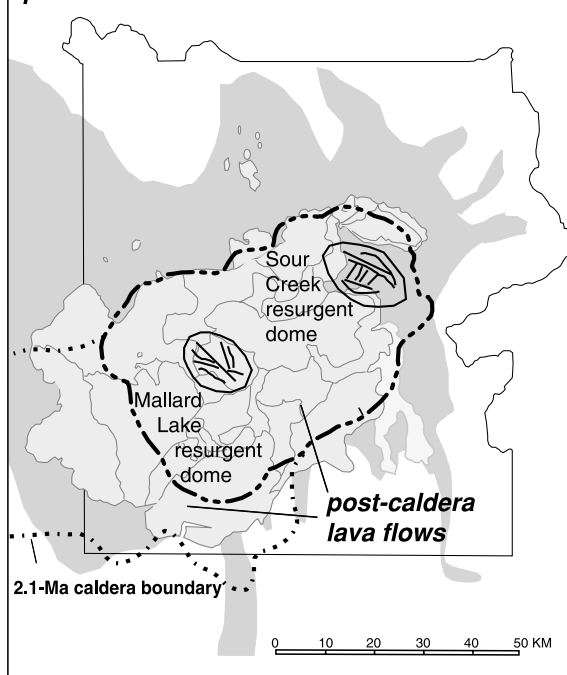 Sour
Creek
resurgent
dome
Mallard
Lake
resurgent
dome
post-caldera
lava flows
2.1-Ma caldera boundary
0 10 20 30 40 50 KM